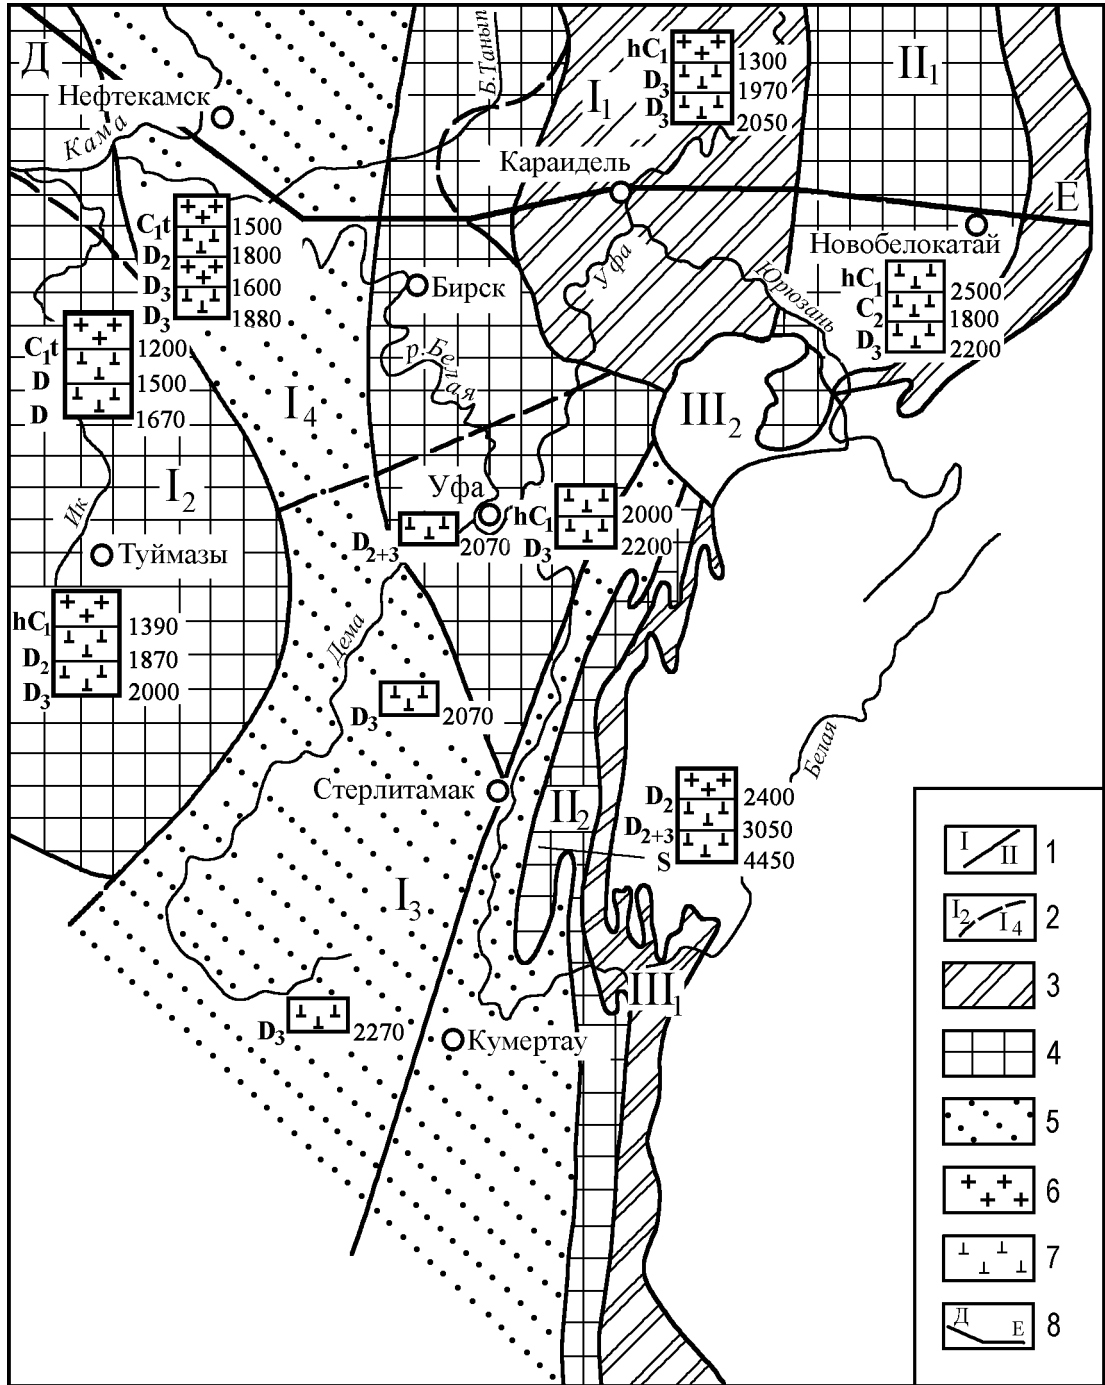 Д
Нефтекамск
Кама
Б.Танып
I₁
hC₁ 1300
D₃ 1970
D₃ 2050
II₁
Караидель
Е
Новобелокатай
hC₁ 2500
C₂ 1800
D₃ 2200
Уфа
Юрюзань
C₁t 1500
D₂ 1800
D₃ 1600
D₃ 1880
Бирск
р.Белая
C₁t 1200
D 1500
D 1670
I₄
III₂
I₂
Ик
Туймазы
Уфа
D₂₊₃ 2070
hC₁ 2000
D₃ 2200
hC₁ 1390
D₂ 1870
D₃ 2000
Дема
D₃ 2070
Стерлитамак
II₂
D₂ 2400
D₂₊₃ 3050
S 4450
Белая
I₃
III₁
D₃ 2270
Кумертау
I II 1
I₂ I₄ 2
3
4
5
6
7
Д Е 8